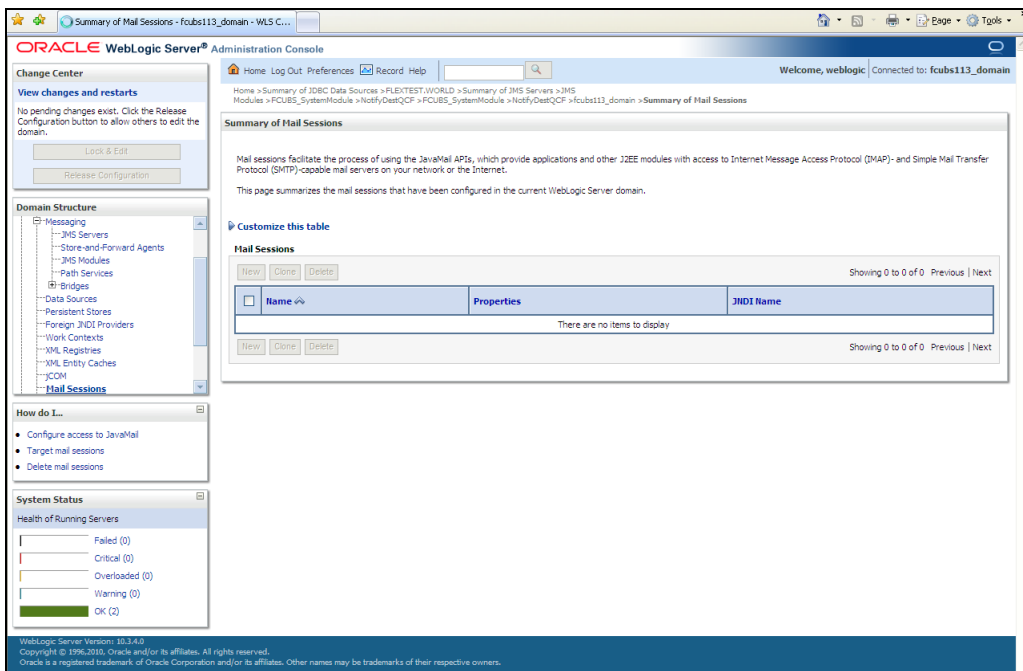 Summary of Mail Sessions - fcubs113_domain - WLS C...
Page
Tools
ORACLE WebLogic Server® Administration Console
Change Center
View changes and restarts
No pending changes exist. Click the Release
Configuration button to allow others to edit the
domain.
Lock & Edit
Release Configuration
Domain Structure
Messaging
JMS Servers
Store-and-Forward Agents
JMS Modules
Path Services
Bridges
Data Sources
Persistent Stores
Foreign JNDI Providers
Work Contexts
XML Registries
XML Entity Caches
jCOM
Mail Sessions
How do I...
Configure access to JavaMail
Target mail sessions
Delete mail sessions
System Status
Health of Running Servers
Failed (0)
Critical (0)
Overloaded (0)
Warning (0)
OK (2)
Home Log Out Preferences Record Help
Welcome, weblogic Connected to: fcubs113_domain
Home >Summary of JDBC Data Sources >FLEXTEST.WORLD >Summary of JMS Servers >JMS
Modules >FCUBS_SystemModule >NotifyDestQCF >FCUBS_SystemModule >NotifyDestQCF >fcubs113_domain >Summary of Mail Sessions
Summary of Mail Sessions
Mail sessions facilitate the process of using the JavaMail APIs, which provide applications and other J2EE modules with access to Internet Message Access Protocol (IMAP)- and Simple Mail Transfer
Protocol (SMTP)-capable mail servers on your network or the Internet.
This page summarizes the mail sessions that have been configured in the current WebLogic Server domain.
Customize this table
Mail Sessions
New Clone Delete
Showing 0 to 0 of 0 Previous | Next
Name Properties JNDI Name
There are no items to display
New Clone Delete
Showing 0 to 0 of 0 Previous | Next
WebLogic Server Version: 10.3.4.0
Copyright © 1996,2010, Oracle and/or its affiliates. All rights reserved.
Oracle is a registered trademark of Oracle Corporation and/or its affiliates. Other names may be trademarks of their respective owners.